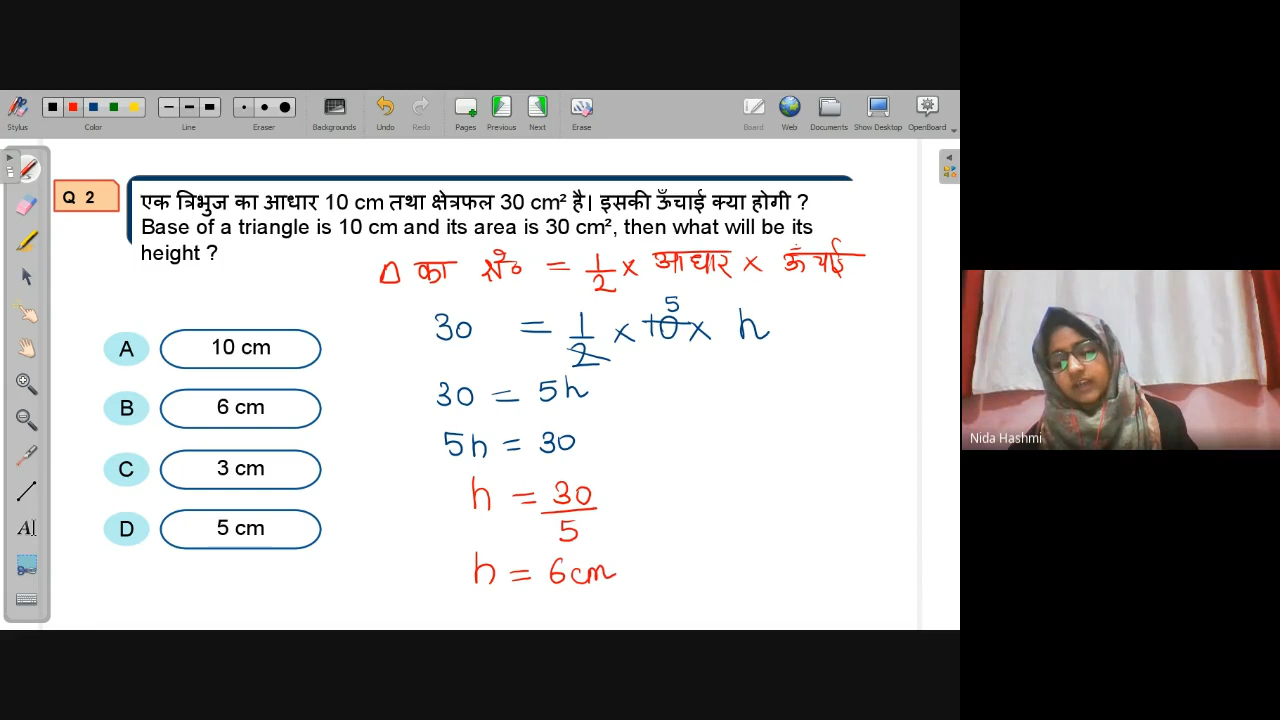 Stylus
Color
Line
Eraser
Backgrounds
Undo
Redo
Pages
Previous
Next
Erase
Board
Web
Documents
Show Desktop
OpenBoard
Q 2
एक त्रिभुज का आधार 10 cm तथा क्षेत्रफल 30 cm² है। इसकी ऊँचाई क्या होगी ?
Base of a triangle is 10 cm and its area is 30 cm², then what will be its
height ?
Δ का क्षे० = 1/2 × आधार × ऊँचाई
30 = 1/2 × 10 × h
5
30 = 5h
5h = 30
h = 30/5
h = 6cm
A 10 cm
B 6 cm
C 3 cm
D 5 cm
Nida Hashmi